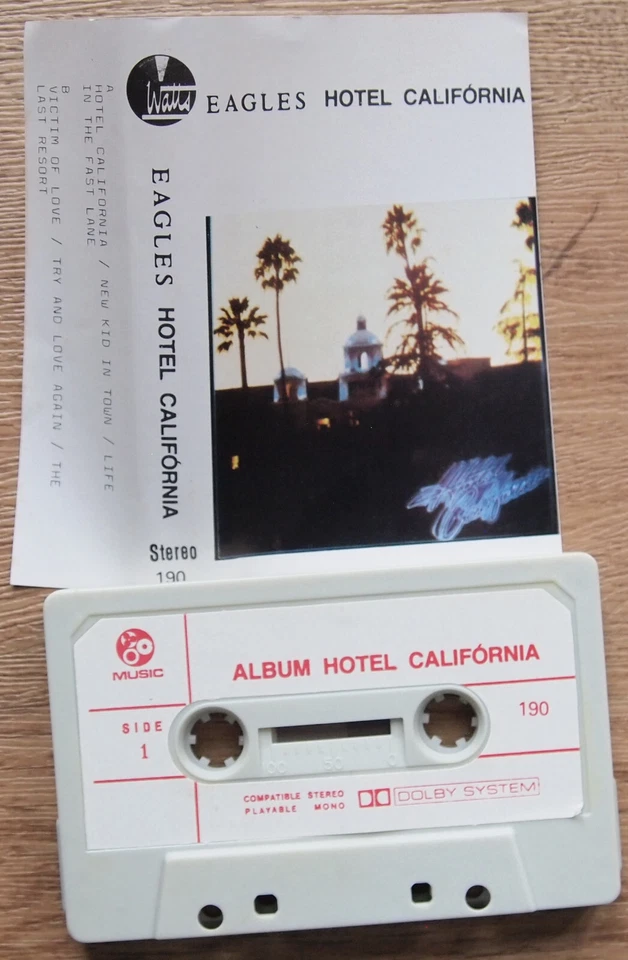 Watts
EAGLES HOTEL CALIFÓRNIA
EAGLES HOTEL CALIFÓRNIA
A
HOTEL CALIFORNIA / NEW KID IN TOWN / LIFE
IN THE FAST LANE
B
VICTIM OF LOVE / TRY AND LOVE AGAIN / THE
LAST RESORT
Hotel California
Stereo
190
MUSIC
ALBUM HOTEL CALIFÓRNIA
SIDE
1
190
50
0
COMPATIBLE STEREO
PLAYABLE MONO
DOLBY SYSTEM